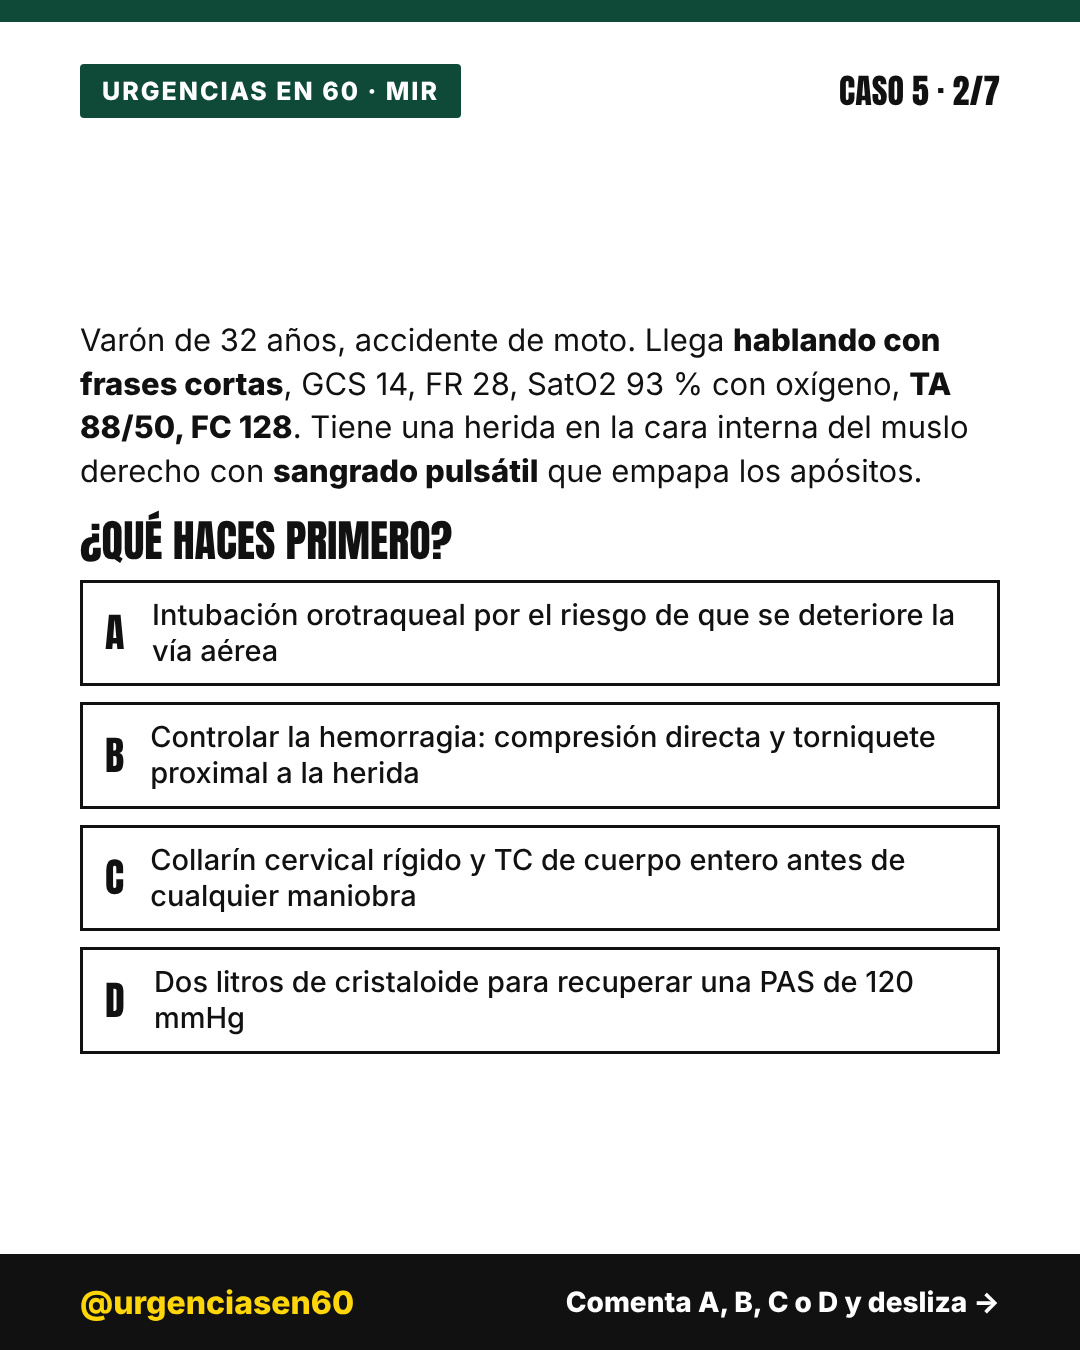 URGENCIAS EN 60 · MIR
CASO 5 · 2/7
Varón de 32 años, accidente de moto. Llega hablando con
frases cortas, GCS 14, FR 28, SatO2 93 % con oxígeno, TA
88/50, FC 128. Tiene una herida en la cara interna del muslo
derecho con sangrado pulsátil que empapa los apósitos.
¿QUÉ HACES PRIMERO?
A Intubación orotraqueal por el riesgo de que se deteriore la
vía aérea
B Controlar la hemorragia: compresión directa y torniquete
proximal a la herida
C Collarín cervical rígido y TC de cuerpo entero antes de
cualquier maniobra
D Dos litros de cristaloide para recuperar una PAS de 120
mmHg
@urgenciasen60
Comenta A, B, C o D y desliza →